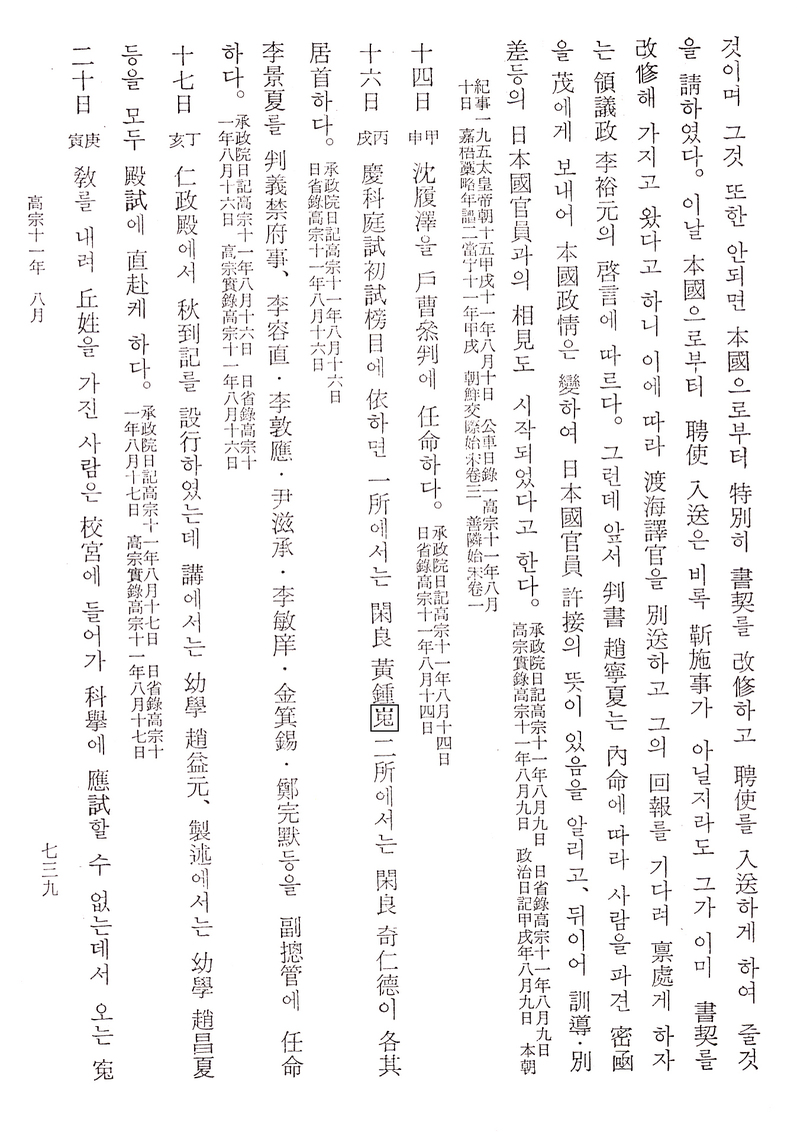 것이며 그것 또한 안되면 本國으로부터 特別히 書契를 改修하고 聘使를 入送하게 하여 줄것
을 請하였다. 이날 本國으로부터 聘使 入送은 비록 靳施事가 아닐지라도 그가 이미 書契를
改修해 가지고 왔다고 하니 이에 따라 渡海譯官을 別送하고 그의 回報를 기다려 稟處게 하자
는 領議政 李裕元의 啓言에 따르다. 그런데 앞서 判書 趙寧夏는 內命에 따라 사람을 파견 密函
을 茂에게 보내어 本國政情은 變하여 日本國官員 許接의 뜻이 있음을 알리고、뒤이어 訓導·別
差等의 日本國官員과의 相見도 시작되었다고 한다。
承政院日記高宗十一年八月九日 日省錄高宗十一年八月九日
高宗實錄高宗十一年八月九日 政治日記甲戌年八月九日 本朝
紀事一九五太皇帝朝十五甲戌十一年八月十日 公車日錄一高宗十一年八月
十日 嘉梧藁略年譜二當宁十一年甲戌 朝鮮交際始末卷三 善隣始末卷一
十四日 甲申 沈履澤을 戶曹參判에 任命하다。
承政院日記高宗十一年八月十四日
日省錄高宗十一年八月十四日
十六日 丙戌 慶科庭試初試榜目에 依하면 一所에서는 閑良 黃鍾嵬 二所에서는 閑良 奇仁德이 各其
居首하다。
承政院日記高宗十一年八月十六日
日省錄高宗十一年八月十六日
李景夏를 判義禁府事、李容直·李敦應·尹滋承·李敏庠·金箕錫·鄭完默등을 副摠管에 任命
하다。
承政院日記高宗十一年八月十六日 日省錄高宗十
一年八月十六日 高宗實錄高宗十一年八月十六日
十七日 丁亥 仁政殿에서 秋到記를 設行하였는데 講에서는 幼學 趙益元、製述에서는 幼學 趙昌夏
등을 모두 殿試에 直赴케 하다。
承政院日記高宗十一年八月十七日 日省錄高宗十
一年八月十七日 高宗實錄高宗十一年八月十七日
二十日 庚寅 敎를 내려 丘姓을 가진 사람은 校宮에 들어가 科擧에 應試할 수 없는데서 오는 寃
高宗十一年 八月
七三九